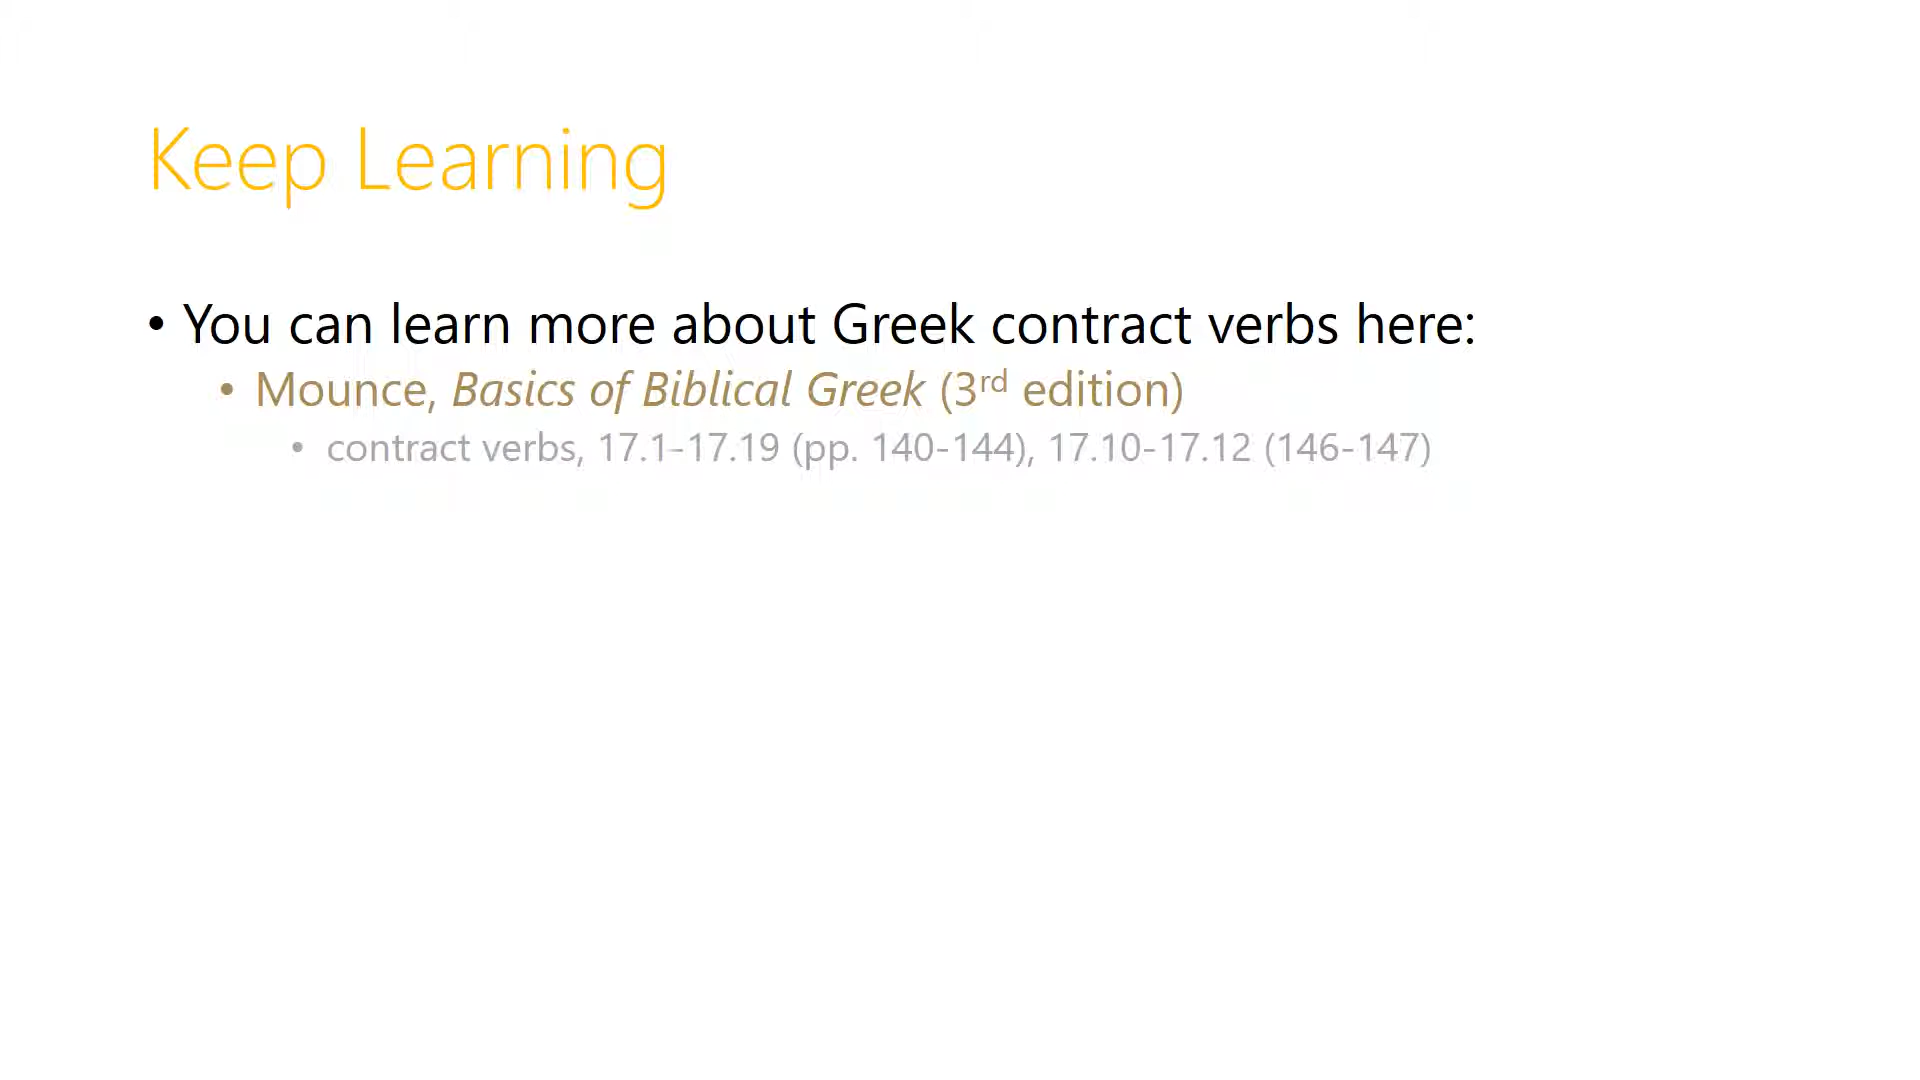 Keep Learning
• You can learn more about Greek contract verbs here:
• Mounce, Basics of Biblical Greek (3rd edition)
• contract verbs, 17.1-17.19 (pp. 140-144), 17.10-17.12 (146-147)